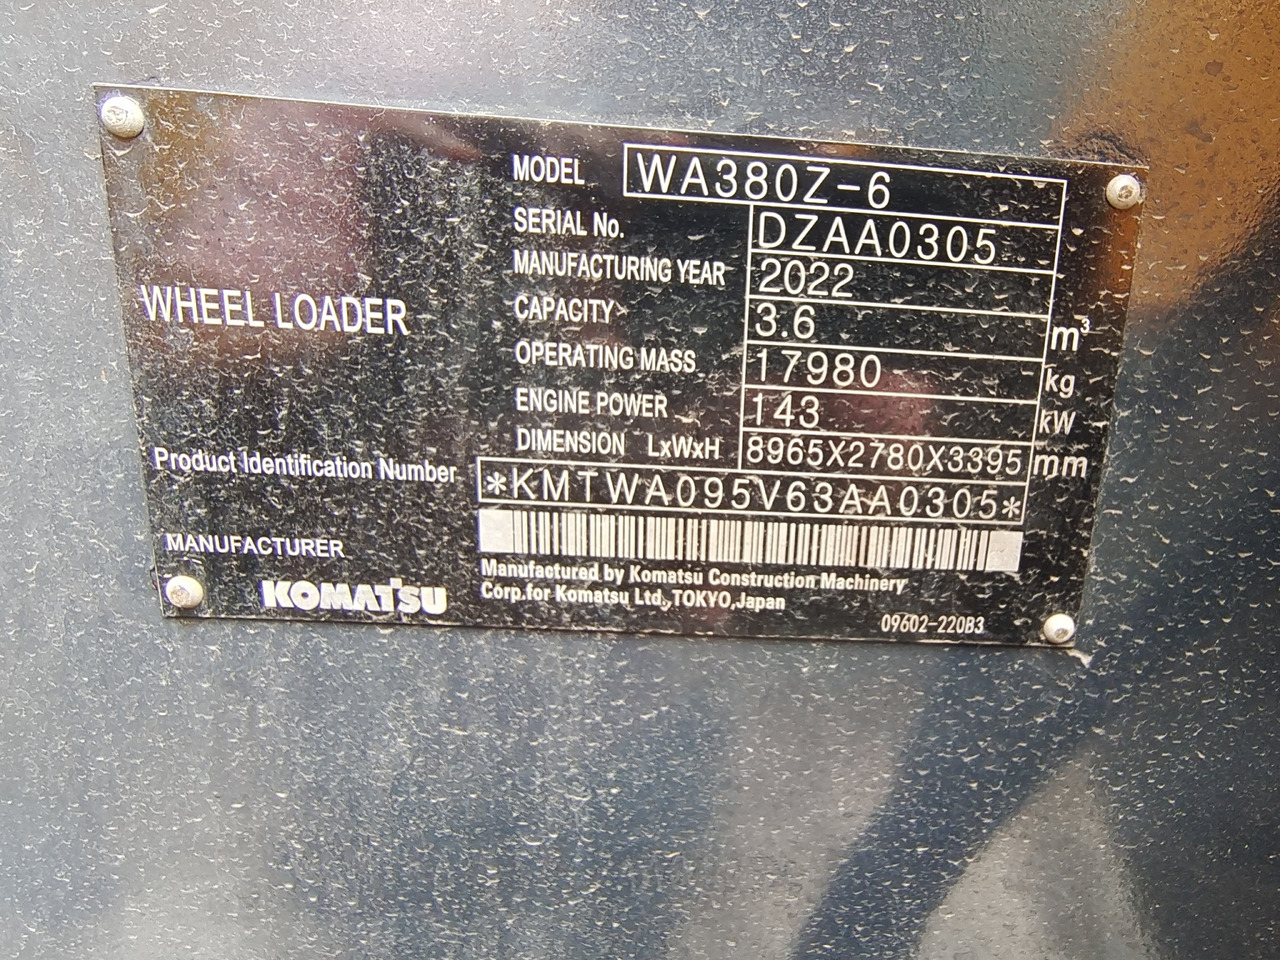 WHEEL LOADER
MODEL WA380Z-6
SERIAL No. DZAA0305
MANUFACTURING YEAR 2022
CAPACITY 3.6 m³
OPERATING MASS 17980 kg
ENGINE POWER 143 kW
DIMENSION LxWxH 8965X2780X3395 mm
Product Identification Number *KMTWA095V63AA0305*
MANUFACTURER
KOMATSU
Manufactured by Komatsu Construction Machinery
Corp.for Komatsu Ltd.,TOKYO,Japan
09602-220B3